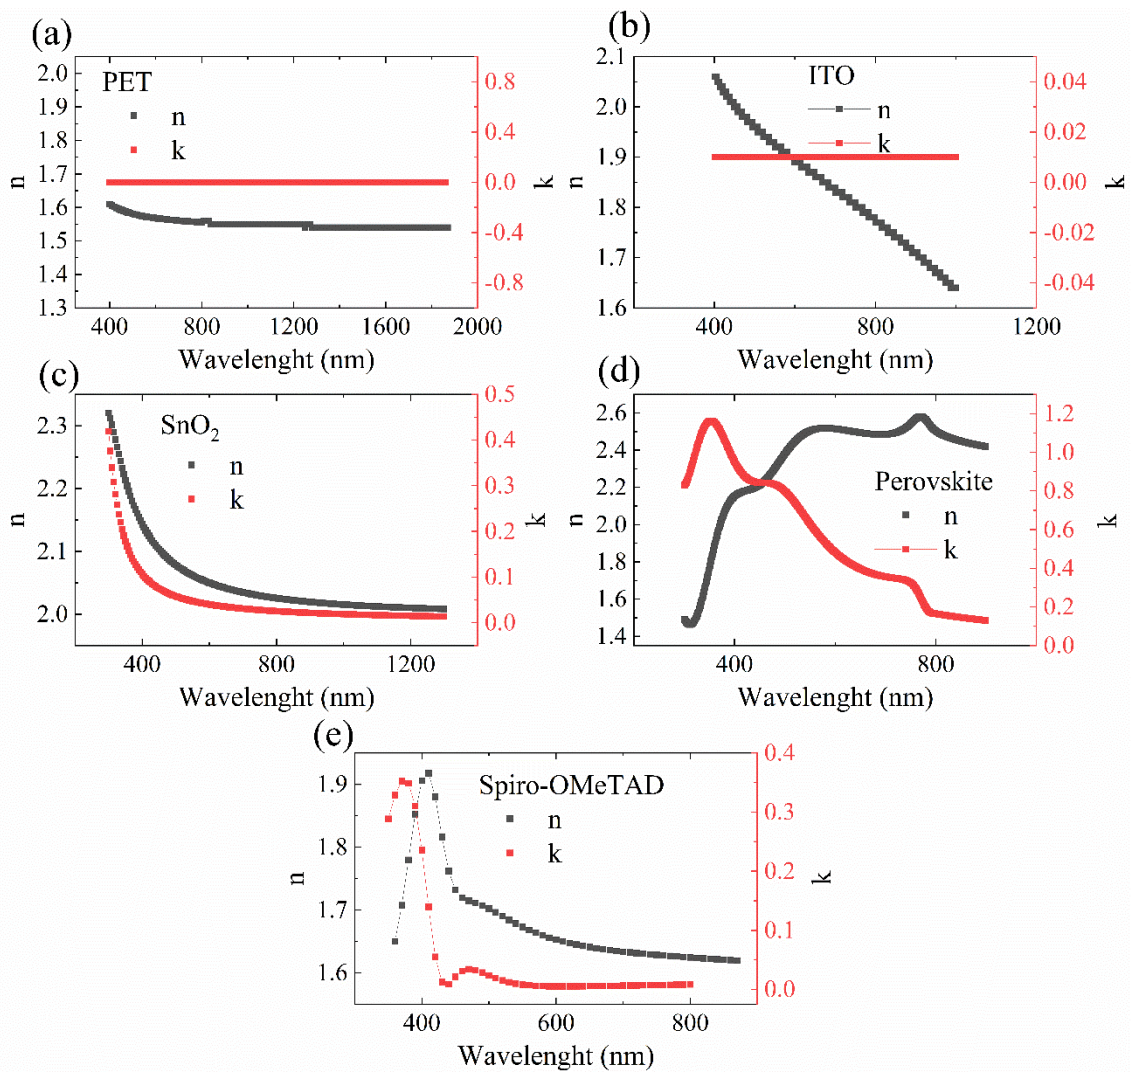 (a)
PET
n
k
2.0
1.9
1.8
1.7
1.6
1.5
1.4
1.3
n
0.8
0.4
0.0
-0.4
-0.8
k
400 800 1200 1600 2000
Wavelenght (nm)
(b)
ITO
n
k
2.1
2.0
1.9
1.8
1.7
1.6
n
0.04
0.02
0.00
-0.02
-0.04
k
400 800 1200
Wavelenght (nm)
(c)
SnO₂
n
k
2.3
2.2
2.1
2.0
n
0.5
0.4
0.3
0.2
0.1
0.0
k
400 800 1200
Wavelenght (nm)
(d)
Perovskite
n
k
2.6
2.4
2.2
2.0
1.8
1.6
1.4
n
1.2
1.0
0.8
0.6
0.4
0.2
0.0
k
400 800
Wavelenght (nm)
(e)
Spiro-OMeTAD
n
k
1.9
1.8
1.7
1.6
n
0.4
0.3
0.2
0.1
0.0
k
400 600 800
Wavelenght (nm)